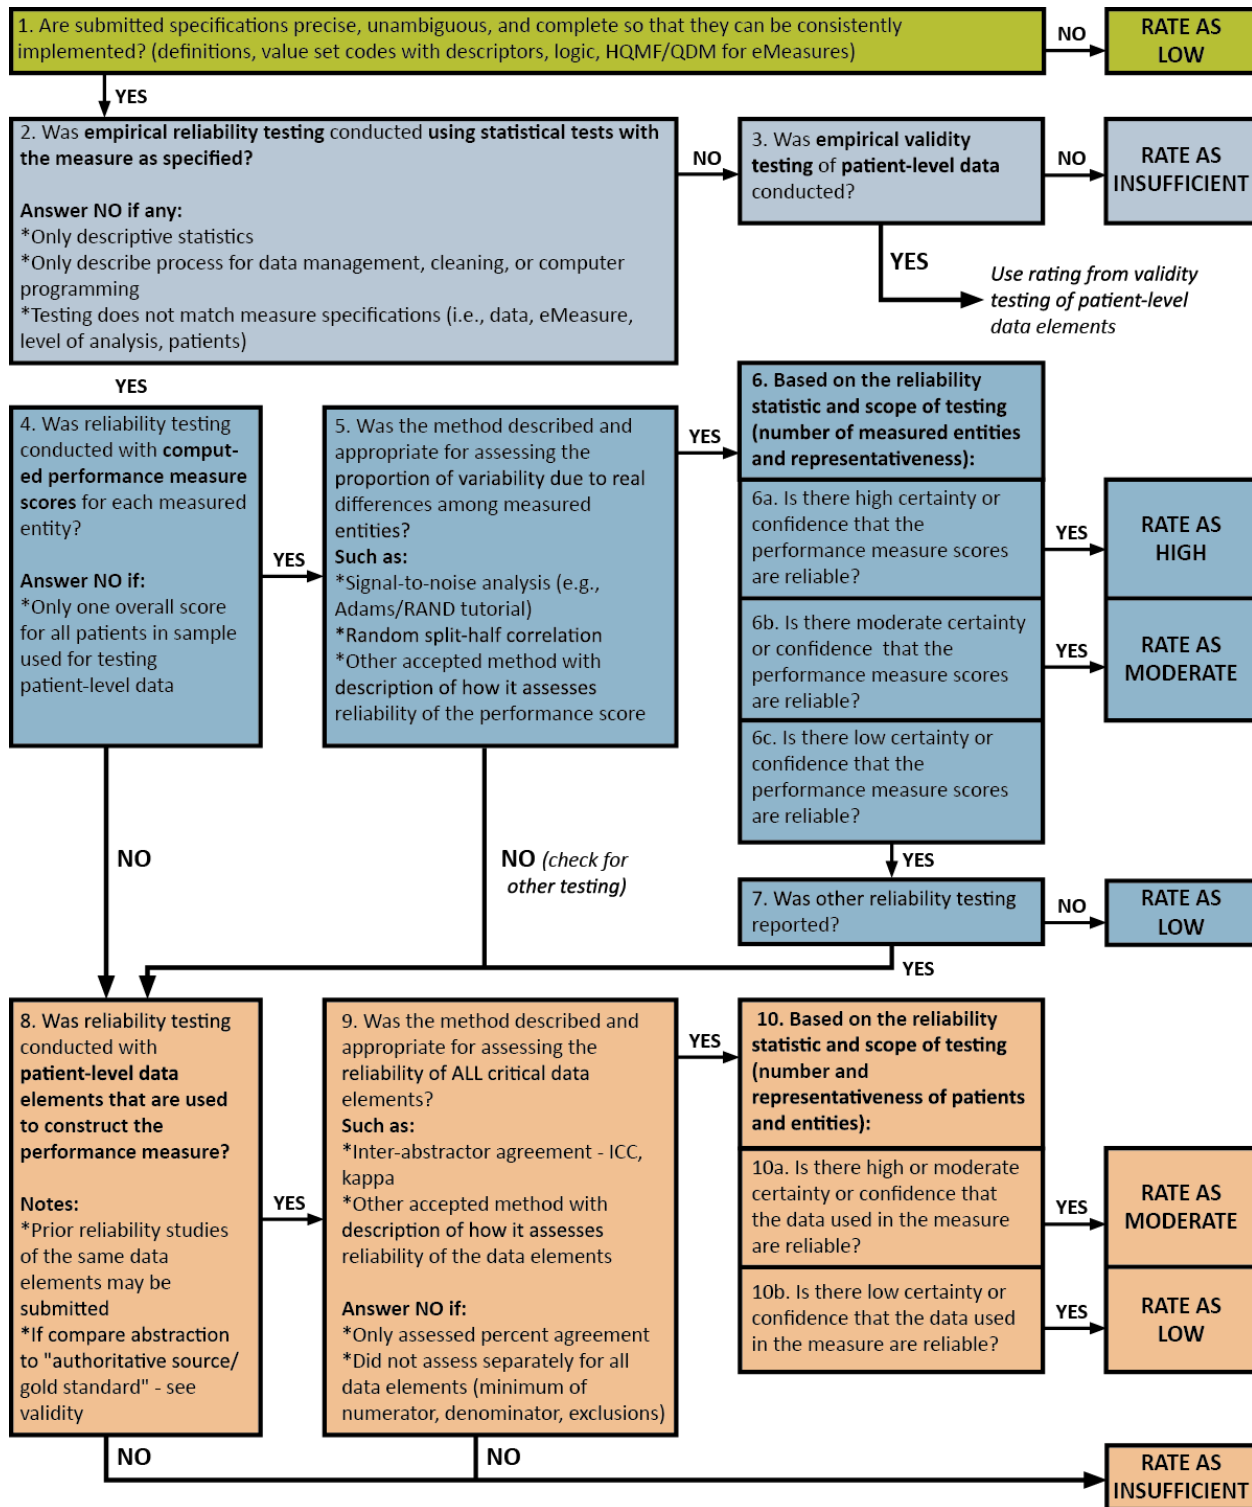 1. Are submitted specifications precise, unambiguous, and complete so that they can be consistently
implemented? (definitions, value set codes with descriptors, logic, HQMF/QDM for eMeasures)
NO
RATE AS
LOW
YES
2. Was empirical reliability testing conducted using statistical tests with
the measure as specified?
Answer NO if any:
*Only descriptive statistics
*Only describe process for data management, cleaning, or computer
programming
*Testing does not match measure specifications (i.e., data, eMeasure,
level of analysis, patients)
NO
3. Was empirical validity
testing of patient-level data
conducted?
NO
RATE AS
INSUFFICIENT
YES
Use rating from validity
testing of patient-level
data elements
YES
4. Was reliability testing
conducted with comput-
ed performance measure
scores for each measured
entity?
Answer NO if:
*Only one overall score
for all patients in sample
used for testing
patient-level data
YES
5. Was the method described and
appropriate for assessing the
proportion of variability due to real
differences among measured
entities?
Such as:
*Signal-to-noise analysis (e.g.,
Adams/RAND tutorial)
*Random split-half correlation
*Other accepted method with
description of how it assesses
reliability of the performance score
YES
6. Based on the reliability
statistic and scope of testing
(number of measured entities
and representativeness):
6a. Is there high certainty or
confidence that the
performance measure scores
are reliable?
YES
RATE AS
HIGH
6b. Is there moderate certainty
or confidence that the
performance measure scores
are reliable?
YES
RATE AS
MODERATE
6c. Is there low certainty or
confidence that the
performance measure scores
are reliable?
YES
NO
NO (check for
other testing)
7. Was other reliability testing
reported?
NO
RATE AS
LOW
YES
8. Was reliability testing
conducted with
patient-level data
elements that are used
to construct the
performance measure?
Notes:
*Prior reliability studies
of the same data
elements may be
submitted
*If compare abstraction
to "authoritative source/
gold standard" - see
validity
YES
9. Was the method described and
appropriate for assessing the
reliability of ALL critical data
elements?
Such as:
*Inter-abstractor agreement - ICC,
kappa
*Other accepted method with
description of how it assesses
reliability of the data elements
Answer NO if:
*Only assessed percent agreement
*Did not assess separately for all
data elements (minimum of
numerator, denominator, exclusions)
YES
10. Based on the reliability
statistic and scope of testing
(number and
representativeness of patients
and entities):
10a. Is there high or moderate
certainty or confidence that
the data used in the measure
are reliable?
YES
RATE AS
MODERATE
10b. Is there low certainty or
confidence that the data used
in the measure are reliable?
YES
RATE AS
LOW
NO
NO
RATE AS
INSUFFICIENT